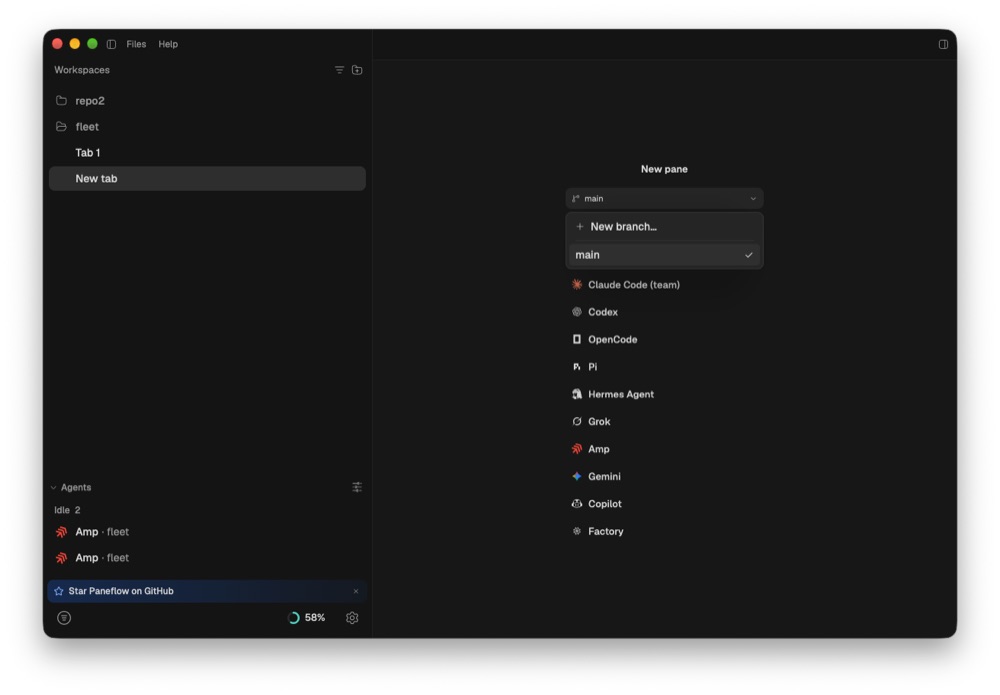 Files Help
Workspaces
repo2
fleet
Tab 1
New tab
Agents
Idle 2
Amp · fleet
Amp · fleet
Star Paneflow on GitHub
58%
New pane
main
New branch...
main
Claude Code (team)
Codex
OpenCode
Pi
Hermes Agent
Grok
Amp
Gemini
Copilot
Factory